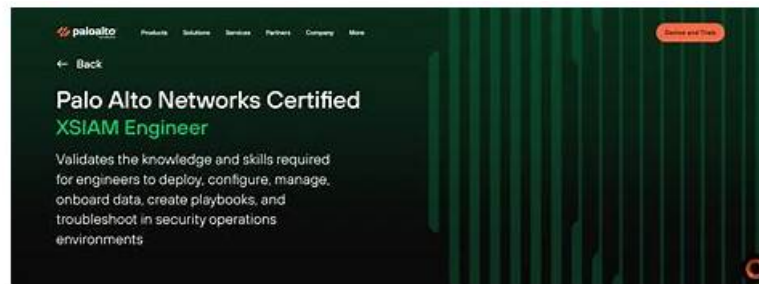 paloalto
Products Solutions Services Partners Company More
Demos and Trials
← Back
Palo Alto Networks Certified
XSIAM Engineer
Validates the knowledge and skills required
for engineers to deploy, configure, manage,
onboard data, create playbooks, and
troubleshoot in security operations
environments